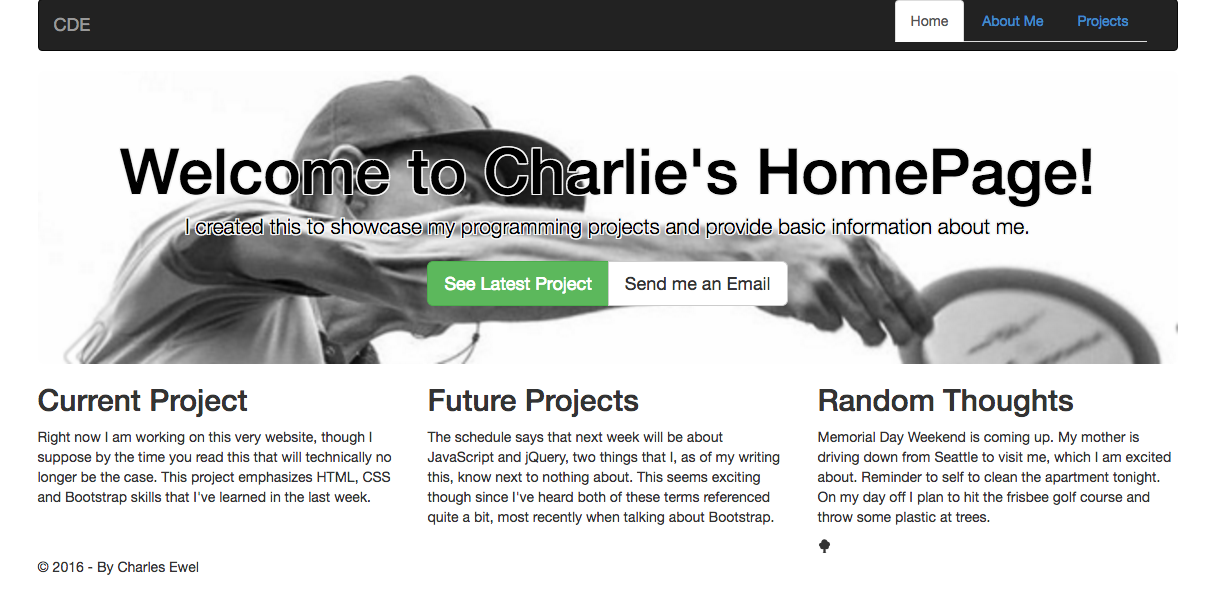 CDE
Home About Me Projects
Welcome to Charlie's HomePage!
I created this to showcase my programming projects and provide basic information about me.
See Latest Project Send me an Email
Current Project
Right now I am working on this very website, though I
suppose by the time you read this that will technically no
longer be the case. This project emphasizes HTML, CSS
and Bootstrap skills that I've learned in the last week.
Future Projects
The schedule says that next week will be about
JavaScript and jQuery, two things that I, as of my writing
this, know next to nothing about. This seems exciting
though since I've heard both of these terms referenced
quite a bit, most recently when talking about Bootstrap.
Random Thoughts
Memorial Day Weekend is coming up. My mother is
driving down from Seattle to visit me, which I am excited
about. Reminder to self to clean the apartment tonight.
On my day off I plan to hit the frisbee golf course and
throw some plastic at trees.
© 2016 - By Charles Ewel